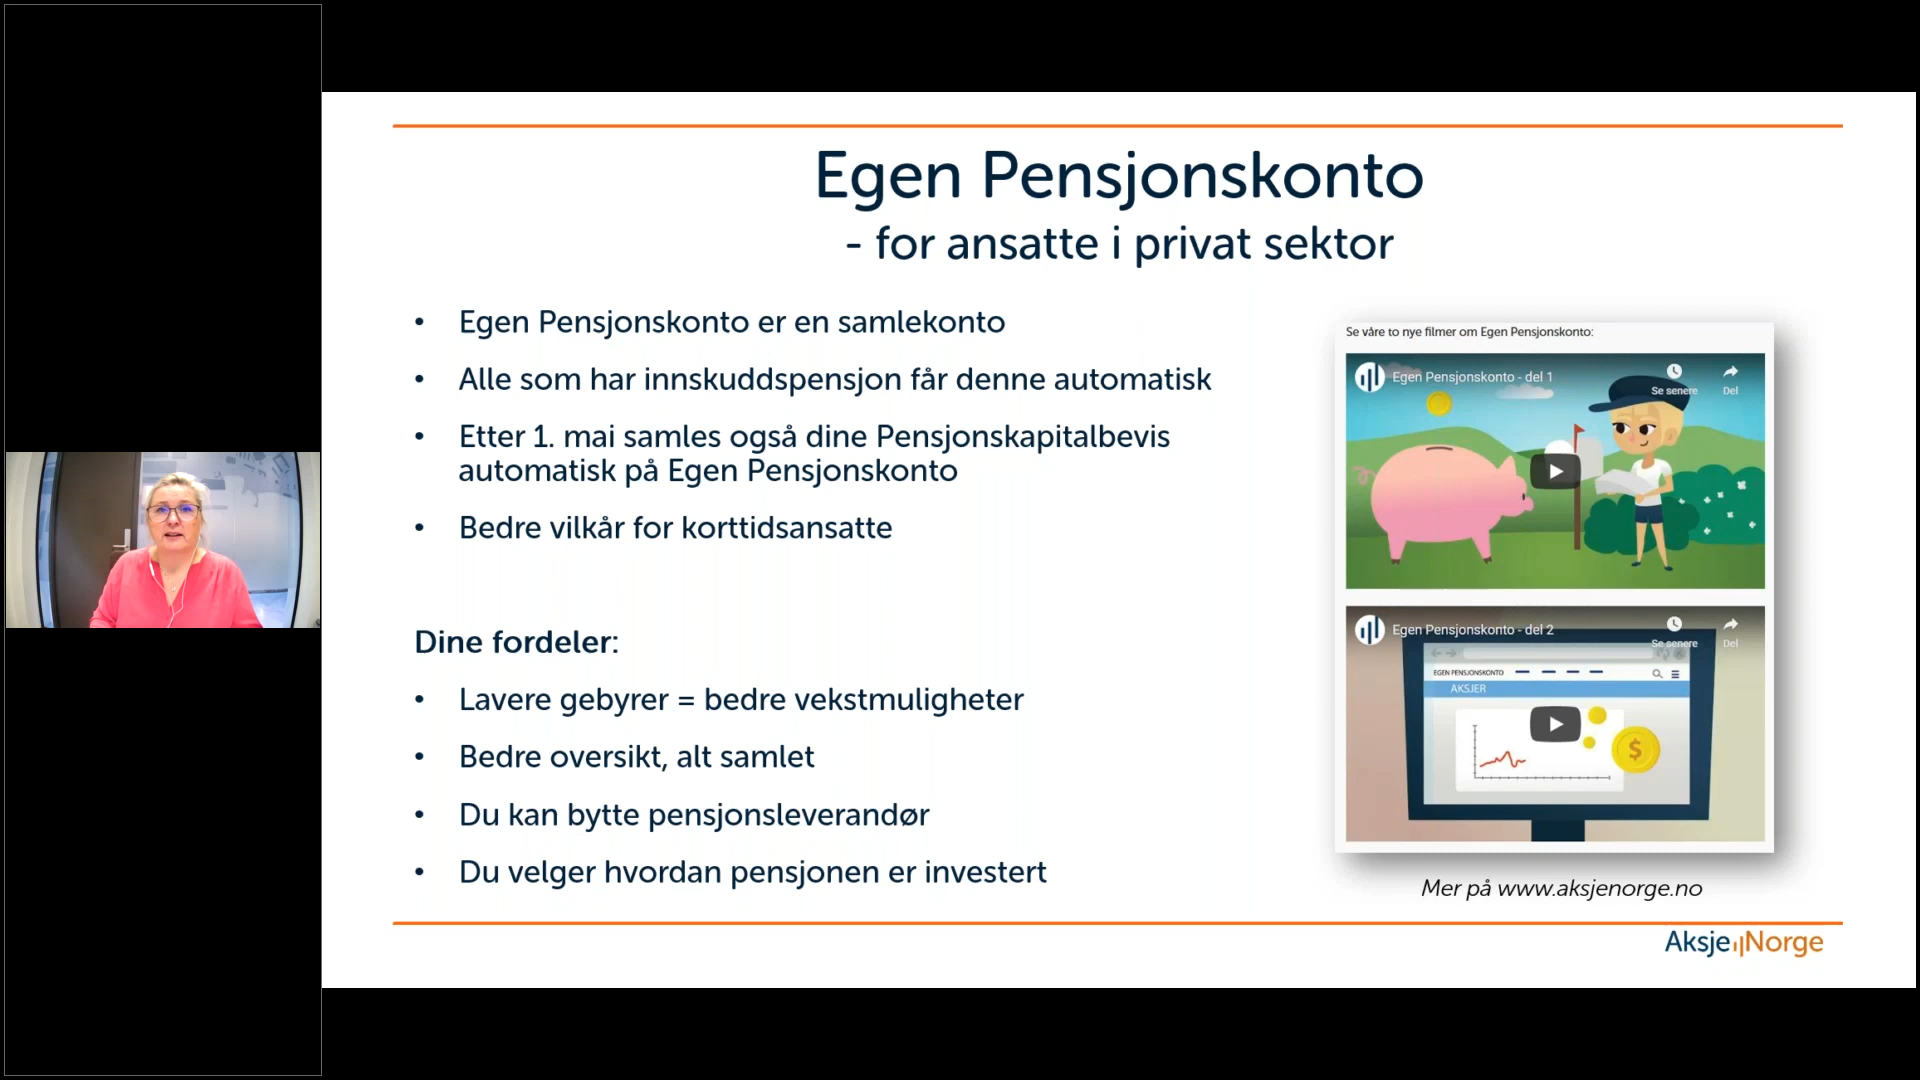 Egen Pensjonskonto
- for ansatte i privat sektor
• Egen Pensjonskonto er en samlekonto
• Alle som har innskuddspensjon får denne automatisk
• Etter 1. mai samles også dine Pensjonskapitalbevis
automatisk på Egen Pensjonskonto
• Bedre vilkår for korttidsansatte
Dine fordeler:
• Lavere gebyrer = bedre vekstmuligheter
• Bedre oversikt, alt samlet
• Du kan bytte pensjonsleverandør
• Du velger hvordan pensjonen er investert
Se våre to nye filmer om Egen Pensjonskonto:
Egen Pensjonskonto - del 1
Se senere
Del
Egen Pensjonskonto - del 2
Se senere
Del
EGEN PENSJONSKONTO
AKSJER
$
Mer på www.aksjenorge.no
AksjeNorge